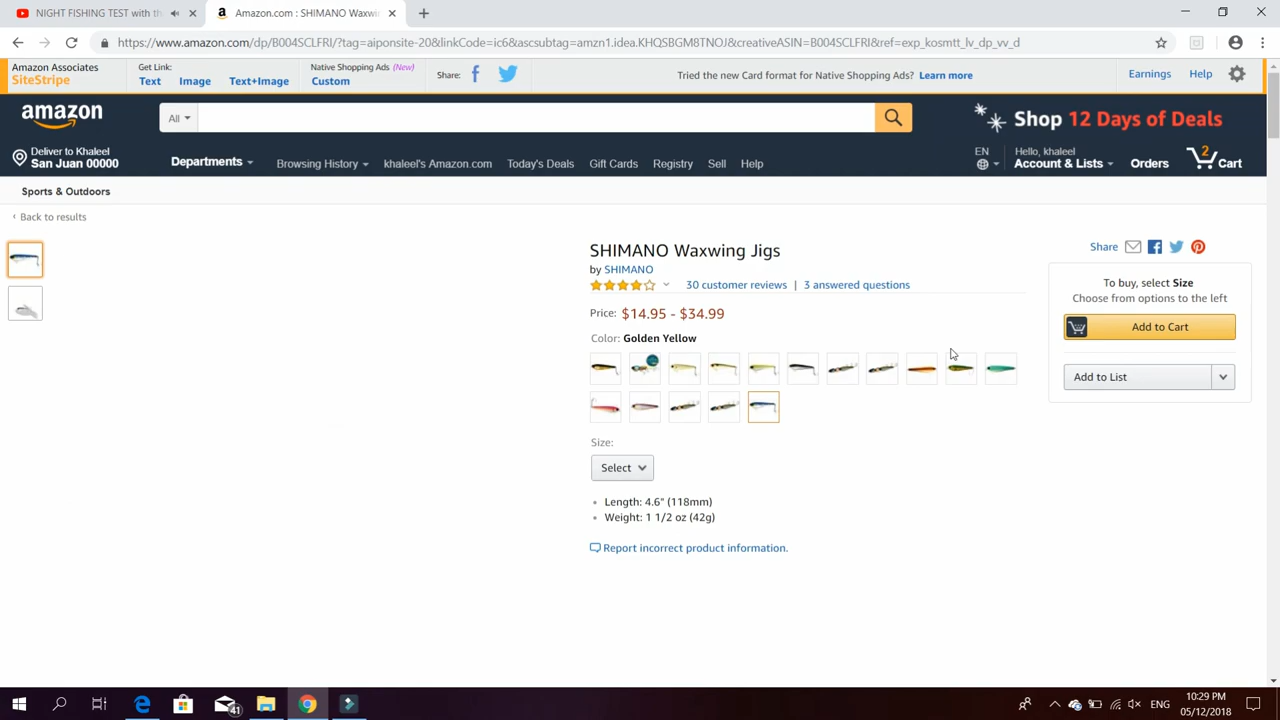 NIGHT FISHING TEST with th
Amazon.com : SHIMANO Waxwi
https://www.amazon.com/dp/B004SCLFRI/?tag=aiponsite-20&linkCode=ic6&ascsubtag=amzn1.idea.KHQSBGM8TNOJ&creativeASIN=B004SCLFRI&ref=exp_kosmtt_lv_dp_vv_d
Amazon Associates
SiteStripe
Get Link:
Text Image Text+Image
Native Shopping Ads (New)
Custom
Share:
Tried the new Card format for Native Shopping Ads? Learn more
Earnings Help
amazon
All
Shop 12 Days of Deals
Deliver to Khaleel
San Juan 00000
Departments Browsing History khaleel's Amazon.com Today's Deals Gift Cards Registry Sell Help
EN
Hello, khaleel
Account & Lists Orders 2 Cart
Sports & Outdoors
‹ Back to results
SHIMANO Waxwing Jigs
by SHIMANO
30 customer reviews | 3 answered questions
Price: $14.95 - $34.99
Color: Golden Yellow
Size:
Select
• Length: 4.6" (118mm)
• Weight: 1 1/2 oz (42g)
Report incorrect product information.
Share
To buy, select Size
Choose from options to the left
Add to Cart
Add to List
41
ENG
10:29 PM
05/12/2018